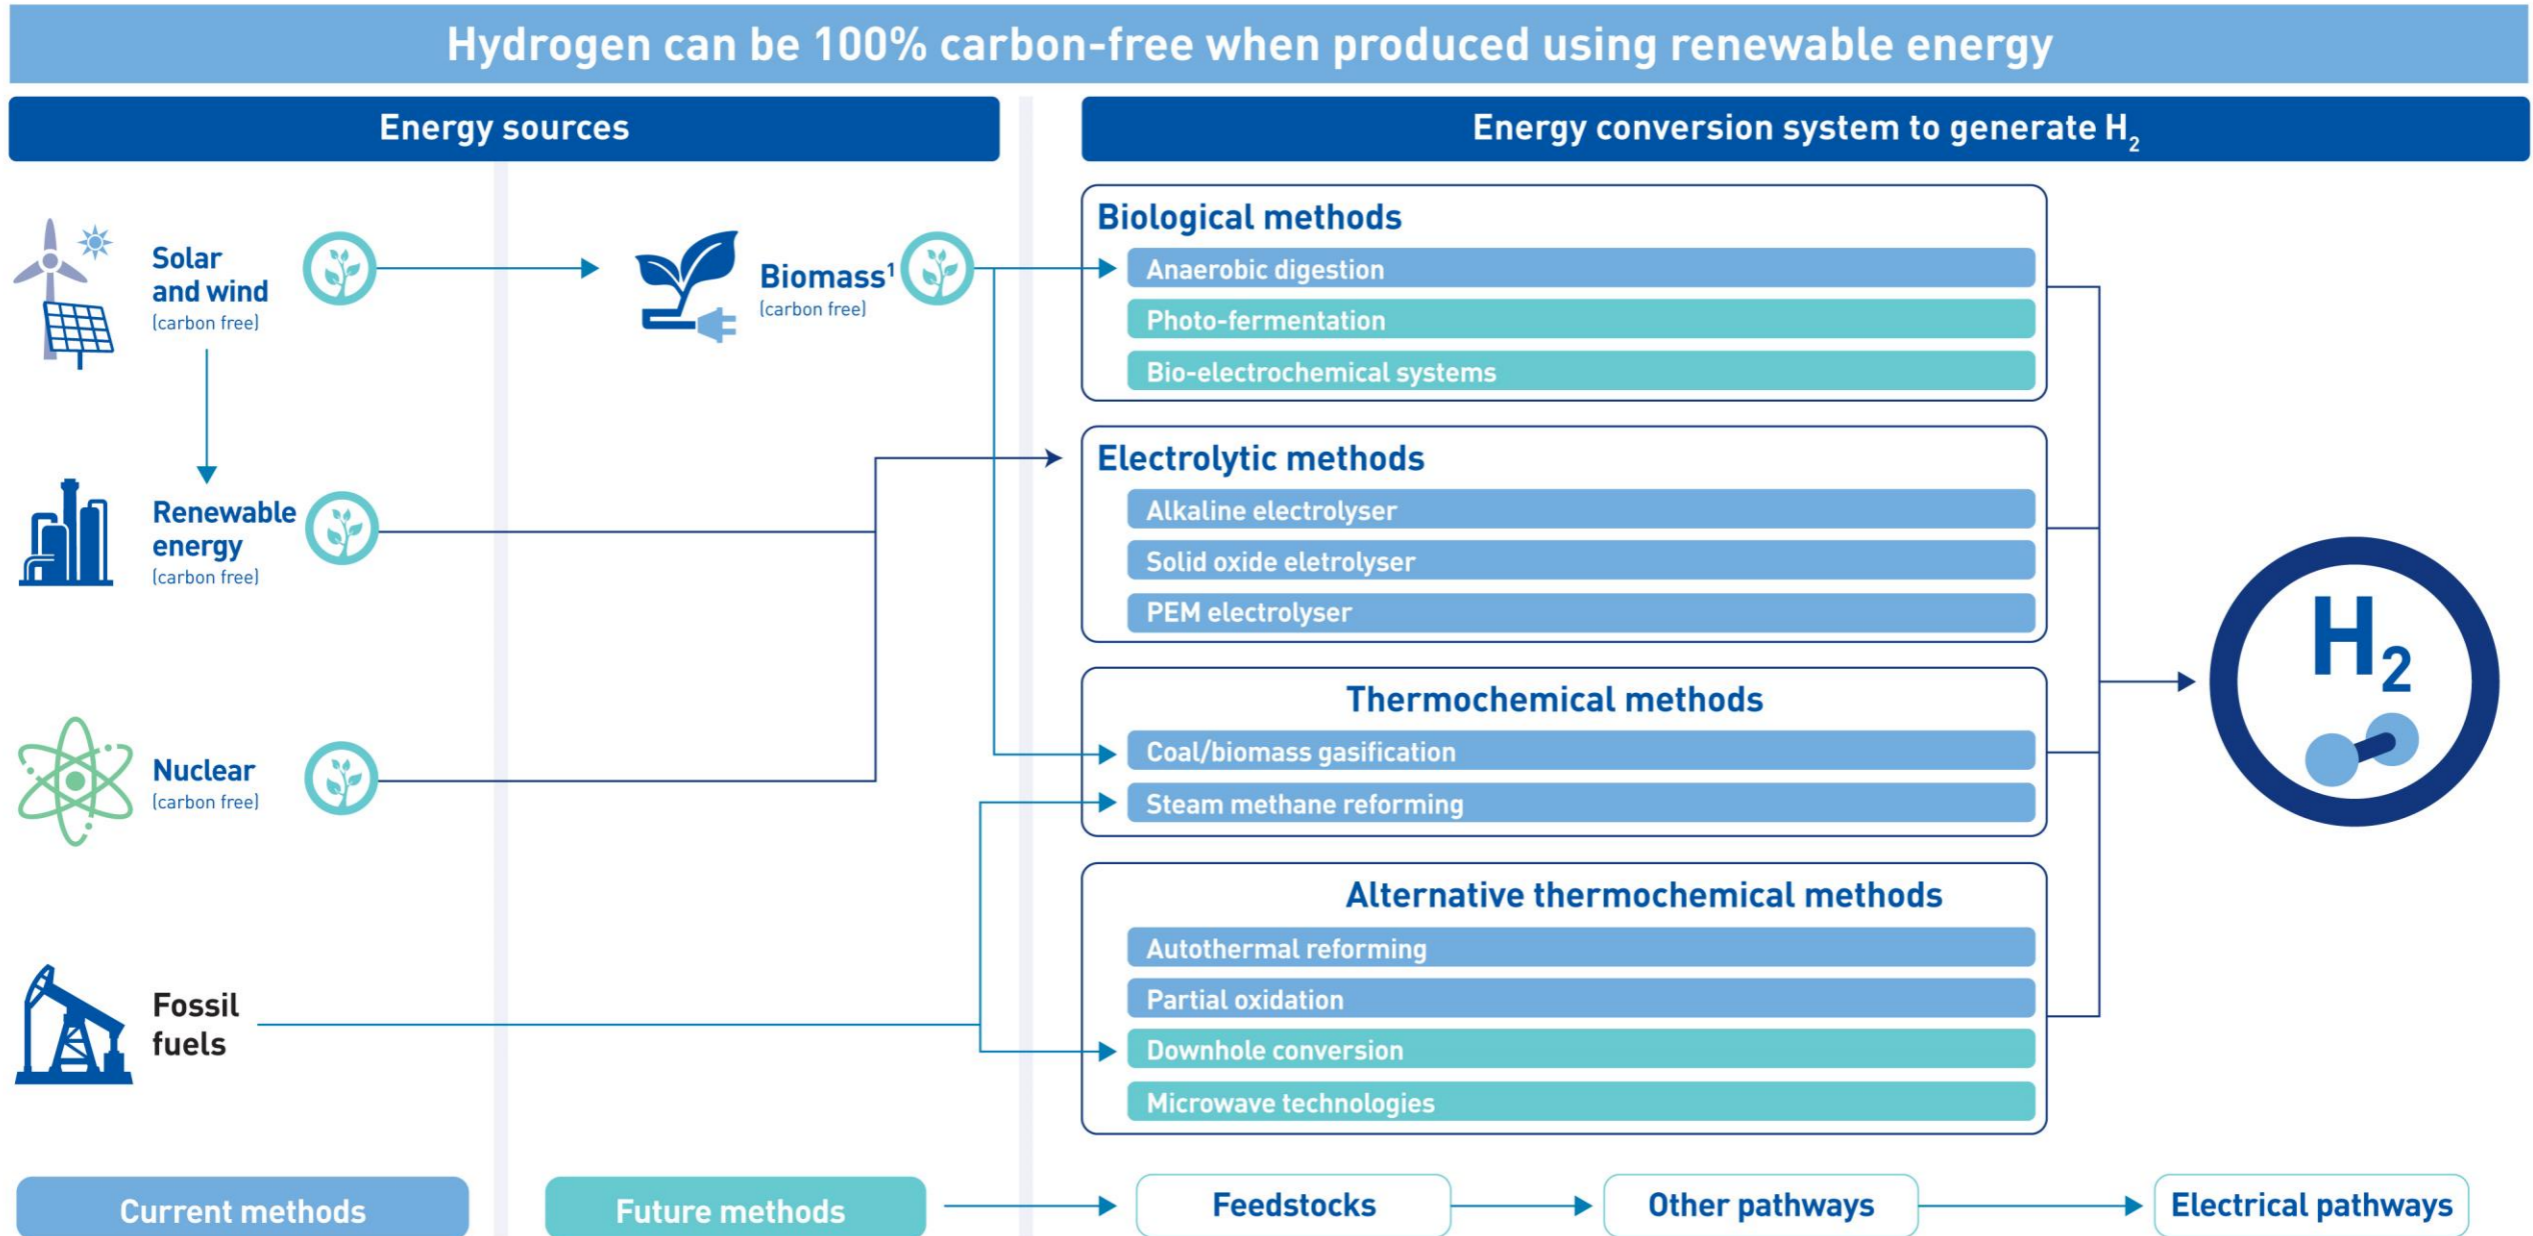 Hydrogen can be 100% carbon-free when produced using renewable energy
Energy sources
Energy conversion system to generate H₂
Solar
and wind
(carbon free)
Biomass¹
(carbon free)
Renewable
energy
(carbon free)
Nuclear
(carbon free)
Fossil
fuels
Biological methods
Anaerobic digestion
Photo-fermentation
Bio-electrochemical systems
Electrolytic methods
Alkaline electrolyser
Solid oxide eletrolyser
PEM electrolyser
Thermochemical methods
Coal/biomass gasification
Steam methane reforming
Alternative thermochemical methods
Autothermal reforming
Partial oxidation
Downhole conversion
Microwave technologies
H₂
Current methods
Future methods
Feedstocks
Other pathways
Electrical pathways